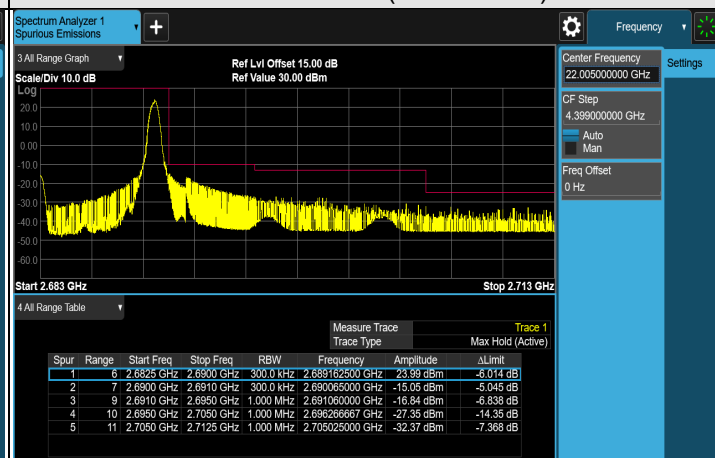 Spectrum Analyzer 1
Spurious Emissions
Frequency
3 All Range Graph
Scale/Div 10.0 dB
Ref Lvl Offset 15.00 dB
Ref Value 30.00 dBm
Log
20.0
10.0
0.00
-10.0
-20.0
-30.0
-40.0
-50.0
-60.0
Start 2.683 GHz
Stop 2.713 GHz
Center Frequency
22.005000000 GHz
Settings
CF Step
4.399000000 GHz
Auto
Man
Freq Offset
0 Hz
4 All Range Table
Measure Trace Trace 1
Trace Type Max Hold (Active)
Spur Range Start Freq Stop Freq RBW Frequency Amplitude ΔLimit
1 6 2.6825 GHz 2.6900 GHz 300.0 kHz 2.689162500 GHz 23.99 dBm -6.014 dB
2 7 2.6900 GHz 2.6910 GHz 300.0 kHz 2.690065000 GHz -15.05 dBm -5.045 dB
3 9 2.6910 GHz 2.6950 GHz 1.000 MHz 2.691060000 GHz -16.84 dBm -6.838 dB
4 10 2.6950 GHz 2.7050 GHz 1.000 MHz 2.696266667 GHz -27.35 dBm -14.35 dB
5 11 2.7050 GHz 2.7125 GHz 1.000 MHz 2.705025000 GHz -32.37 dBm -7.368 dB